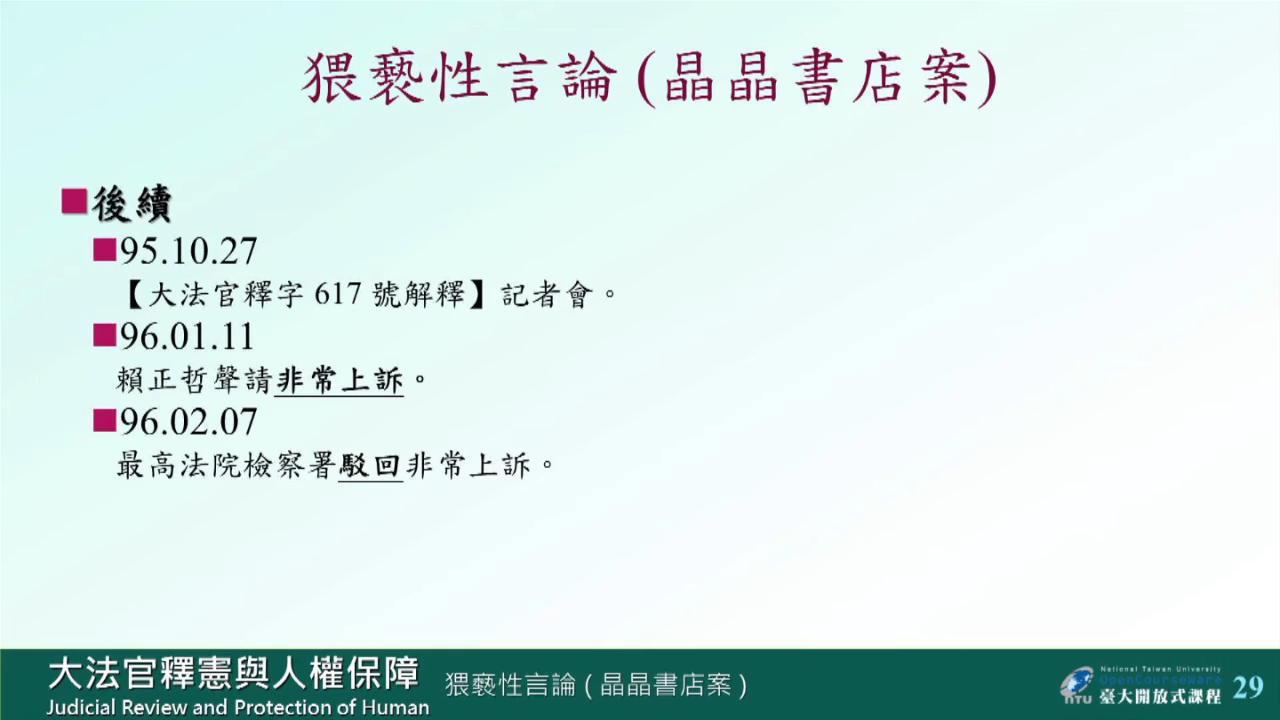 猥褻性言論 (晶晶書店案)
後續
95.10.27
【大法官釋字 617 號解釋】記者會。
96.01.11
賴正哲聲請非常上訴。
96.02.07
最高法院檢察署駁回非常上訴。
大法官釋憲與人權保障
Judicial Review and Protection of Human
猥褻性言論 ( 晶晶書店案 )
National Taiwan University
OpenCourseWare
NTU 臺大開放式課程
29